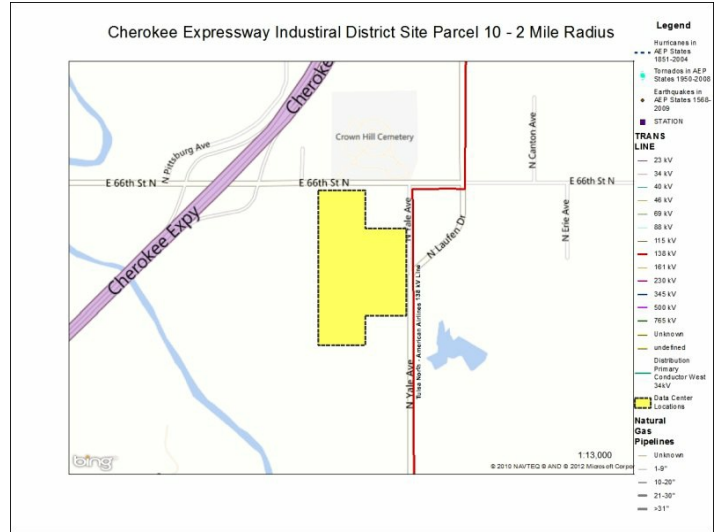 Cherokee Expressway Industiral District Site Parcel 10 - 2 Mile Radius
Cherokee
N Pittsburg Ave
Crown Hill Cemetery
N Canton Ave
E 66th St N
E 66th St N
E 66th St N
Cherokee Expy
N Yale Ave
N Laufen Dr
N Erie Ave
N Yale Ave
Tulsa North - American Airlines 138 kV Line
bing
1:13,000
© 2010 NAVTEQ © AND © 2012 Microsoft Corpor
Legend
Hurricanes in
AEP States
1851-2004
Tornados in AEP
States 1950-2008
Earthquakes in
AEP States 1568-
2009
STATION
TRANS
LINE
23 kV
34 kV
40 kV
46 kV
69 kV
88 kV
115 kV
138 kV
161 kV
230 kV
345 kV
500 kV
765 kV
Unknown
undefined
Distribution
Primary
Conductor West
34kV
Data Center
Locations
Natural
Gas
Pipelines
Unknown
1-9"
10-20"
21-30"
>31"